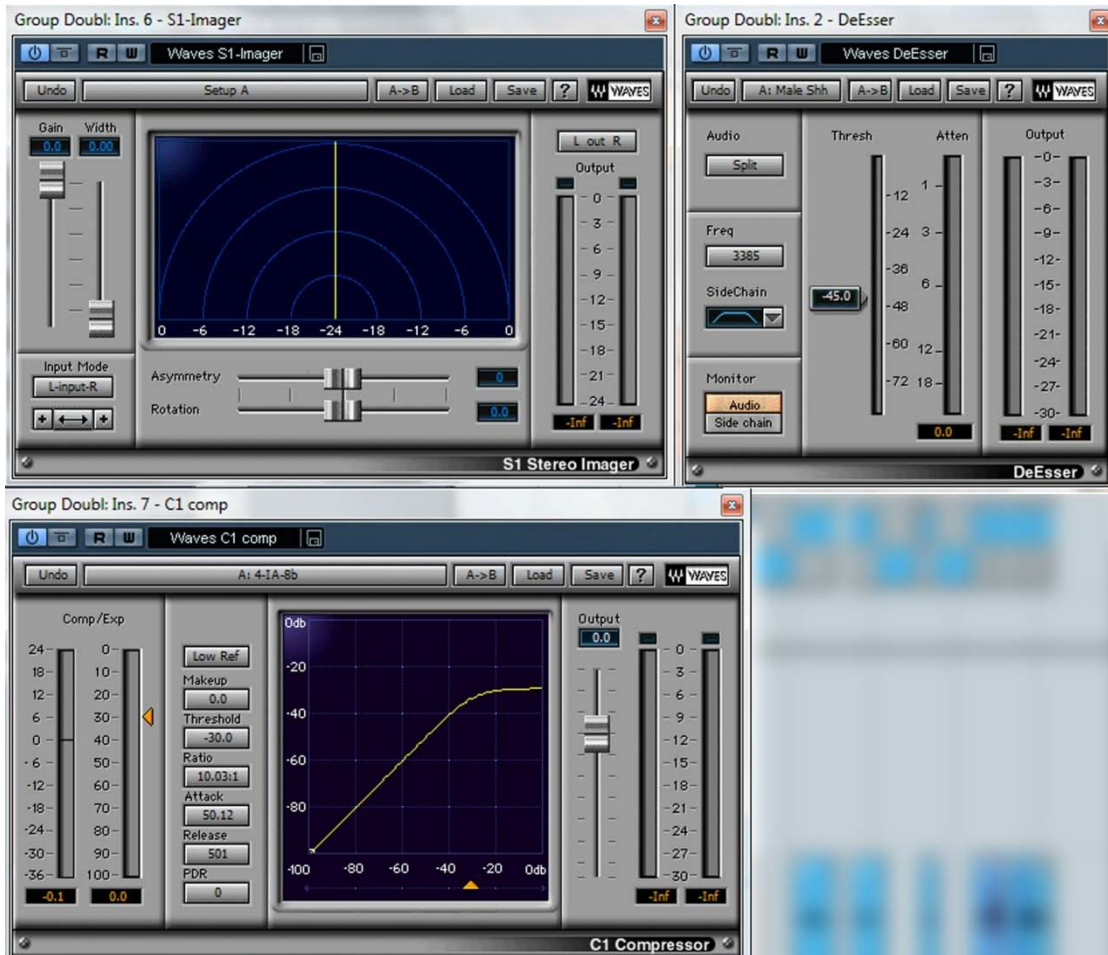 Group Doubl: Ins. 6 - S1-Imager
R W Waves S1-Imager
Undo Setup A A->B Load Save ? WAVES
Gain Width
0.0 0.00
L out R
Output
0
3
6
9
12
15
18
21
24
-Inf -Inf
0 -6 -12 -18 -24 -18 -12 -6 0
Input Mode
L-input-R
+ +
Asymmetry 0
Rotation 0.0
S1 Stereo Imager
Group Doubl: Ins. 2 - DeEsser
R W Waves DeEsser
Undo A: Male Shh A->B Load Save ? WAVES
Audio
Split
Freq
3385
SideChain
Monitor
Audio
Side chain
Thresh
-12
-24
-36
-48
-60
-72
-45.0
Atten
1
3
6
12
18
0.0
Output
-0-
-3-
-6-
-9-
-12-
-15-
-18-
-21-
-24-
-27-
-30-
-Inf -Inf
DeEsser
Group Doubl: Ins. 7 - C1 comp
R W Waves C1 comp
Undo A: 4-IA-8b A->B Load Save ? WAVES
Comp/Exp
24 0
18 10
12 20
6 30
0 40
-6 50
-12 60
-18 70
-24 80
-30 90
-36 100
-0.1 0.0
Low Ref
Makeup
0.0
Threshold
-30.0
Ratio
10.03:1
Attack
50.12
Release
501
PDR
0
0db
-20
-40
-60
-80
-100 -80 -60 -40 -20 0db
Output
0.0
0
3
6
9
12
15
18
21
24
27
30
-Inf -Inf
C1 Compressor